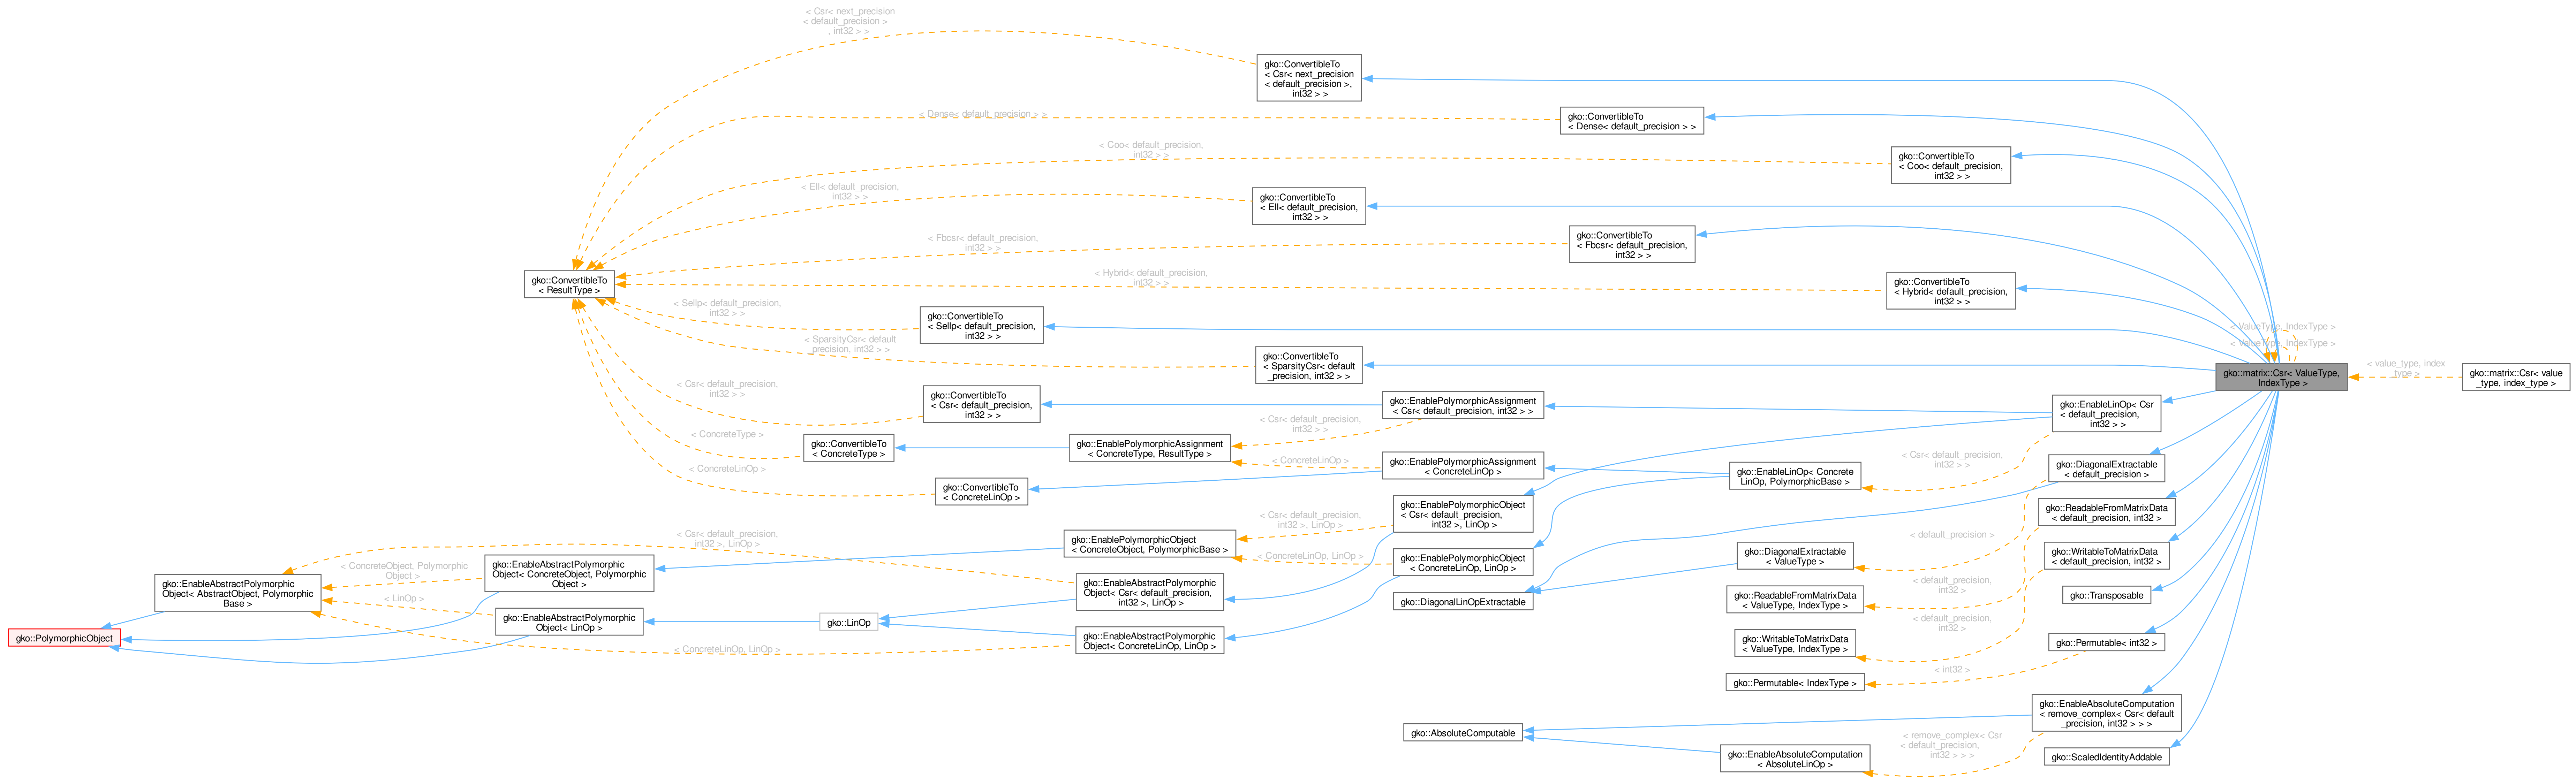 < Csr< next_precision
< default_precision >
, int32 > >
gko::ConvertibleTo
< Csr< next_precision
< default_precision >,
int32 > >
< Dense< default_precision > >
gko::ConvertibleTo
< Dense< default_precision > >
< Coo< default_precision,
int32 > >
gko::ConvertibleTo
< Coo< default_precision,
int32 > >
< Ell< default_precision,
int32 > >
gko::ConvertibleTo
< Ell< default_precision,
int32 > >
< Fbcsr< default_precision,
int32 > >
gko::ConvertibleTo
< Fbcsr< default_precision,
int32 > >
gko::ConvertibleTo
< ResultType >
< Hybrid< default_precision,
int32 > >
gko::ConvertibleTo
< Hybrid< default_precision,
int32 > >
< Sellp< default_precision,
int32 > >
gko::ConvertibleTo
< Sellp< default_precision,
int32 > >
< ValueType, IndexType >
< ValueType, IndexType >
< SparsityCsr< default
_precision, int32 > >
gko::ConvertibleTo
< SparsityCsr< default
_precision, int32 > >
gko::matrix::Csr< ValueType,
IndexType >
< value_type, index
_type >
gko::matrix::Csr< value
_type, index_type >
< Csr< default_precision,
int32 > >
gko::ConvertibleTo
< Csr< default_precision,
int32 > >
gko::EnablePolymorphicAssignment
< Csr< default_precision, int32 > >
gko::EnableLinOp< Csr
< default_precision,
int32 > >
< ConcreteType >
gko::ConvertibleTo
< ConcreteType >
gko::EnablePolymorphicAssignment
< ConcreteType, ResultType >
< Csr< default_precision,
int32 > >
< ConcreteLinOp >
gko::EnablePolymorphicAssignment
< ConcreteLinOp >
gko::EnableLinOp< Concrete
LinOp, PolymorphicBase >
< Csr< default_precision,
int32 > >
gko::DiagonalExtractable
< default_precision >
< ConcreteLinOp >
gko::ConvertibleTo
< ConcreteLinOp >
gko::EnablePolymorphicObject
< Csr< default_precision,
int32 >, LinOp >
gko::ReadableFromMatrixData
< default_precision, int32 >
< Csr< default_precision,
int32 >, LinOp >
gko::EnablePolymorphicObject
< ConcreteObject, PolymorphicBase >
< Csr< default_precision,
int32 >, LinOp >
< ConcreteLinOp, LinOp >
gko::EnablePolymorphicObject
< ConcreteLinOp, LinOp >
< default_precision >
gko::DiagonalExtractable
< ValueType >
gko::WritableToMatrixData
< default_precision, int32 >
gko::EnableAbstractPolymorphic
Object< AbstractObject, Polymorphic
Base >
< ConcreteObject, Polymorphic
Object >
gko::EnableAbstractPolymorphic
Object< ConcreteObject, Polymorphic
Object >
gko::EnableAbstractPolymorphic
Object< Csr< default_precision,
int32 >, LinOp >
gko::DiagonalLinOpExtractable
gko::ReadableFromMatrixData
< ValueType, IndexType >
< default_precision,
int32 >
gko::Transposable
< LinOp >
gko::EnableAbstractPolymorphic
Object< LinOp >
gko::LinOp
gko::PolymorphicObject
gko::EnableAbstractPolymorphic
Object< ConcreteLinOp, LinOp >
< ConcreteLinOp, LinOp >
gko::WritableToMatrixData
< ValueType, IndexType >
< default_precision,
int32 >
gko::Permutable< int32 >
gko::Permutable< IndexType >
< int32 >
gko::AbsoluteComputable
gko::EnableAbsoluteComputation
< remove_complex< Csr< default
_precision, int32 > > >
gko::EnableAbsoluteComputation
< AbsoluteLinOp >
< remove_complex< Csr
< default_precision,
int32 > > >
gko::ScaledIdentityAddable